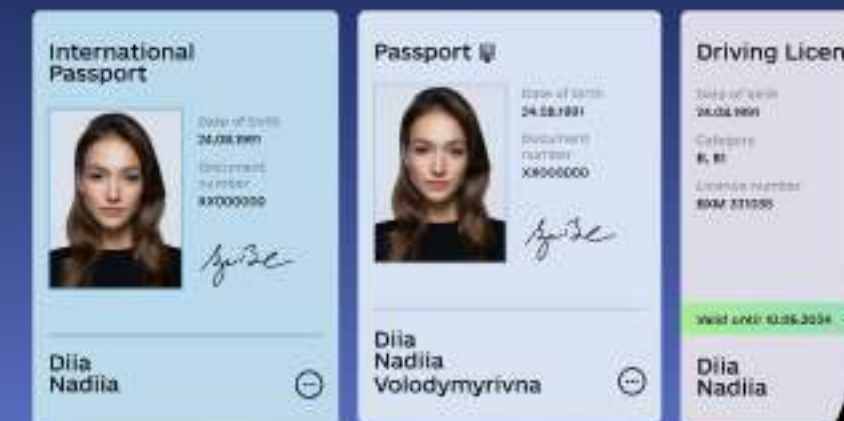 International
Passport
Date of birth
24.08.1991
Document
number
XX000000
Diia
Nadiia
Passport
Date of birth
24.08.1991
Document
number
XX000000
Diia
Nadiia
Volodymyrivna
Driving Licen
Date of birth
24.08.1991
Category
B, B1
License number
Valid until
Diia
Nadiia